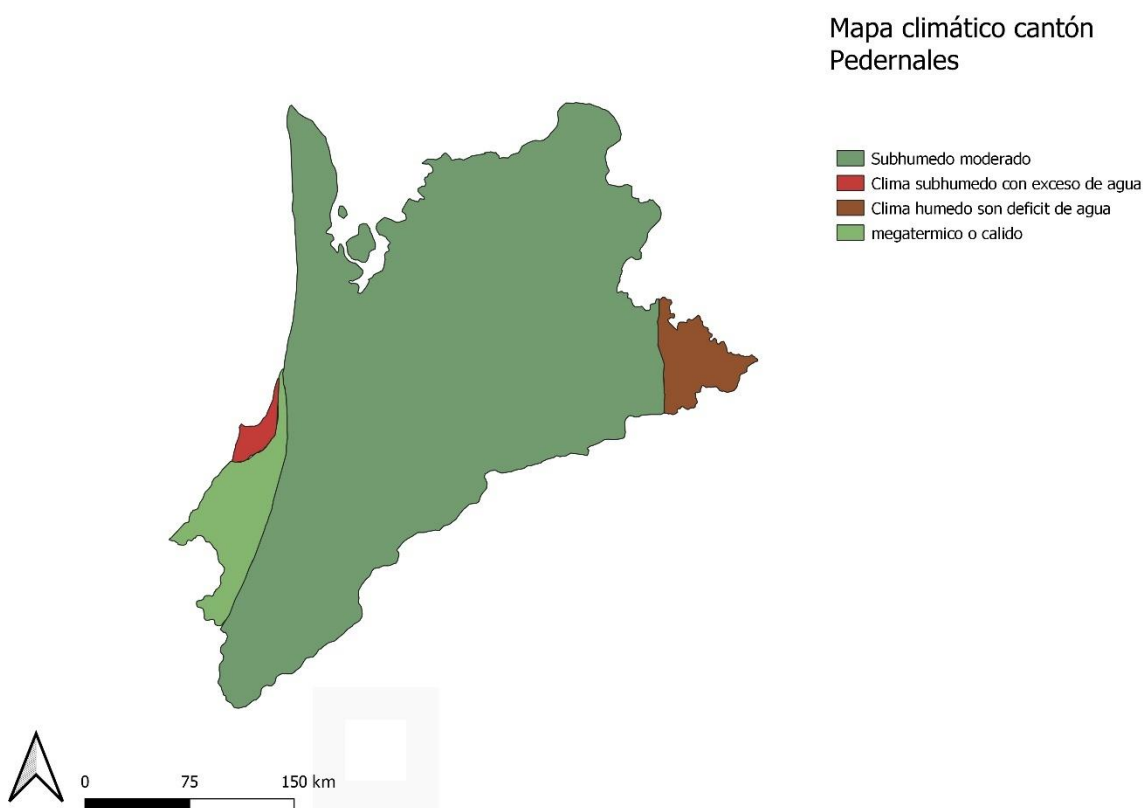 Mapa climático cantón
Pedernales
Subhumedo moderado
Clima subhumedo con exceso de agua
Clima humedo son deficit de agua
megatermico o calido
0 75 150 km